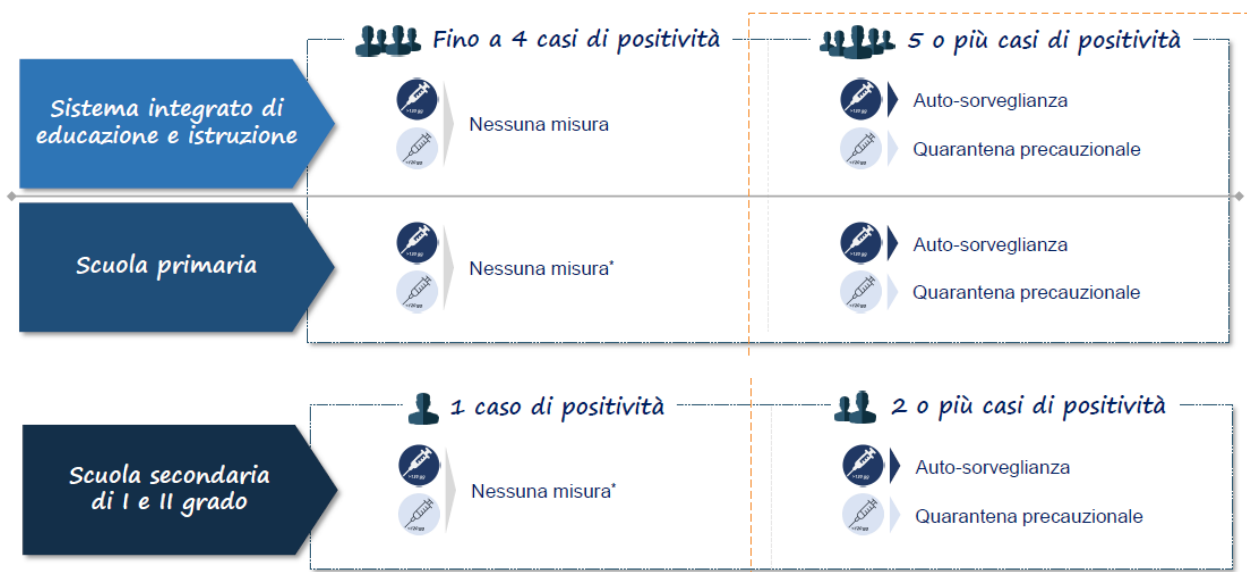 Fino a 4 casi di positività
5 o più casi di positività
Sistema integrato di
educazione e istruzione
Nessuna misura
Auto-sorveglianza
Quarantena precauzionale
Scuola primaria
Nessuna misura*
Auto-sorveglianza
Quarantena precauzionale
1 caso di positività
2 o più casi di positività
Scuola secondaria
di I e II grado
Nessuna misura*
Auto-sorveglianza
Quarantena precauzionale